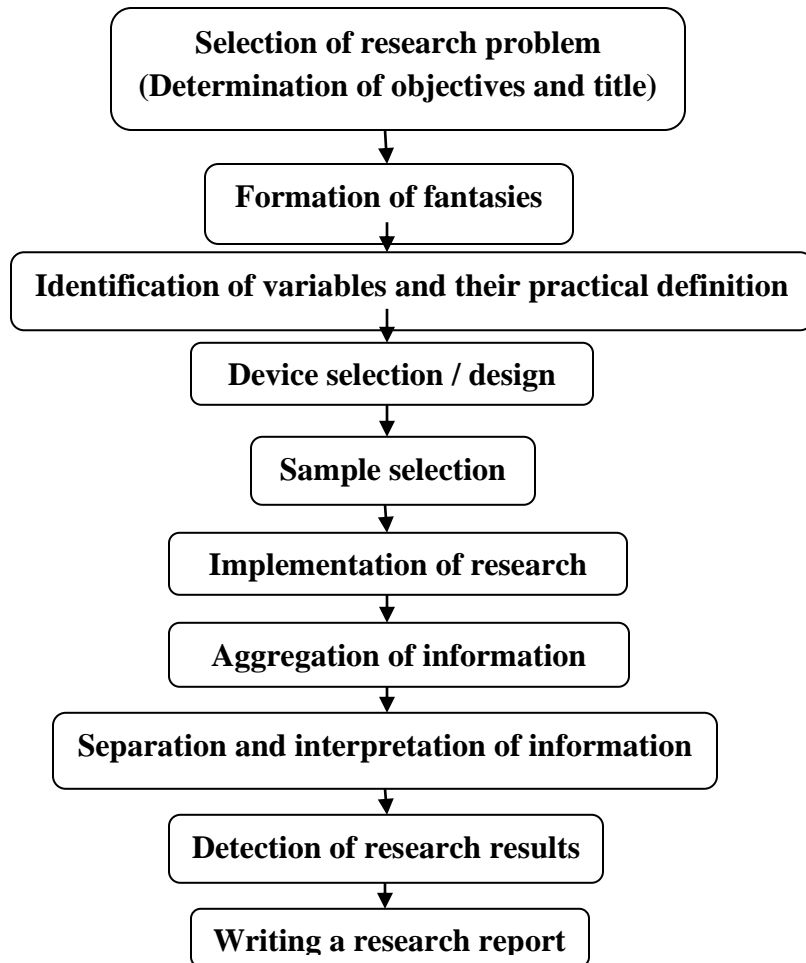 Selection of research problem
(Determination of objectives and title)
Formation of fantasies
Identification of variables and their practical definition
Device selection / design
Sample selection
Implementation of research
Aggregation of information
Separation and interpretation of information
Detection of research results
Writing a research report